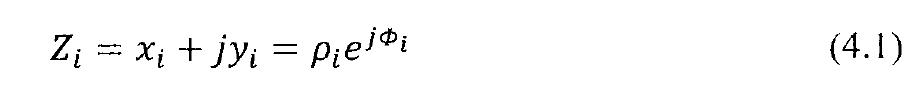 Z_i = x_i + jy_i = ρ_i e^{jΦ_i} (4.1)